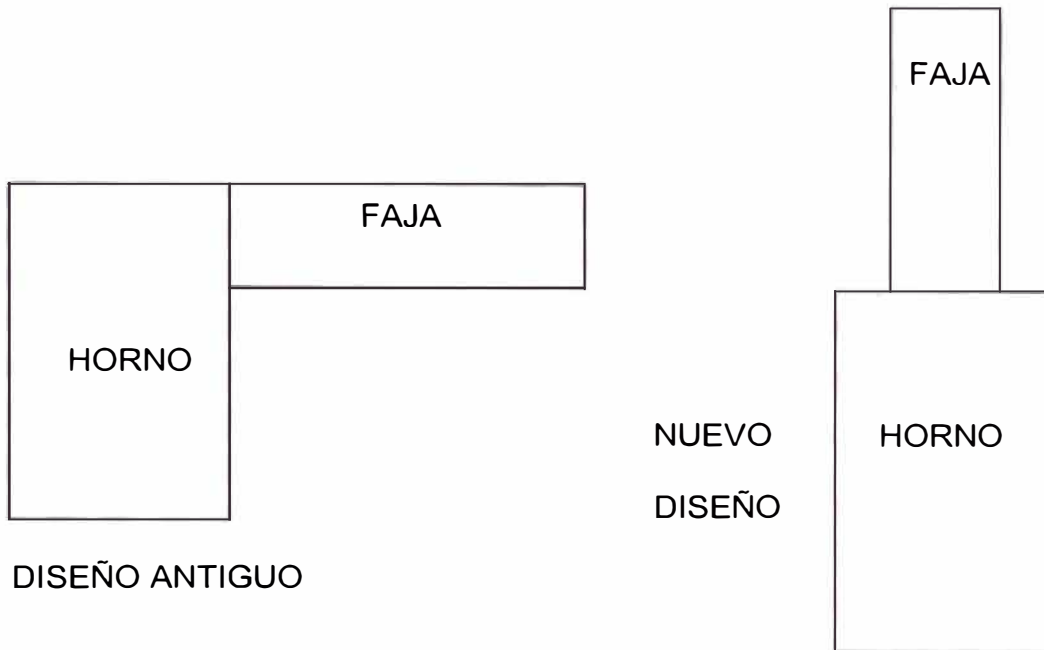 FAJA
HORNO
DISEÑO ANTIGUO
FAJA
NUEVO
DISEÑO
HORNO